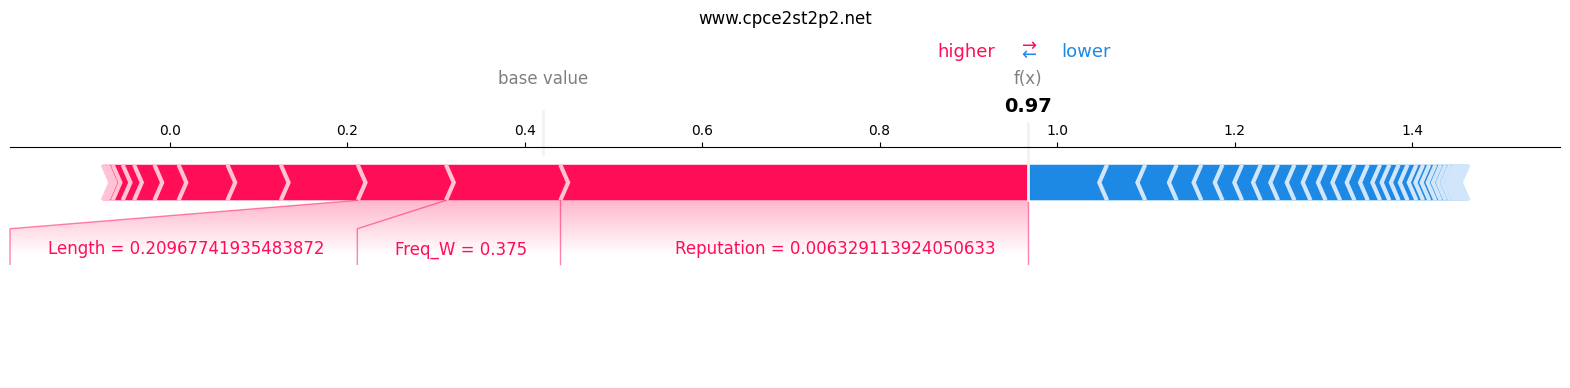 www.cpce2st2p2.net
higher → ← lower
base value f(x)
0.97
0.0 0.2 0.4 0.6 0.8 1.0 1.2 1.4
Length = 0.20967741935483872 Freq_W = 0.375 Reputation = 0.006329113924050633